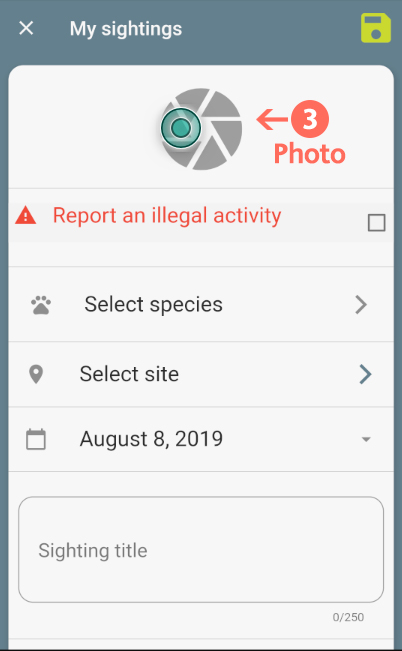 My sightings
3
Photo
Report an illegal activity
Select species
Select site
August 8, 2019
Sighting title
0/250